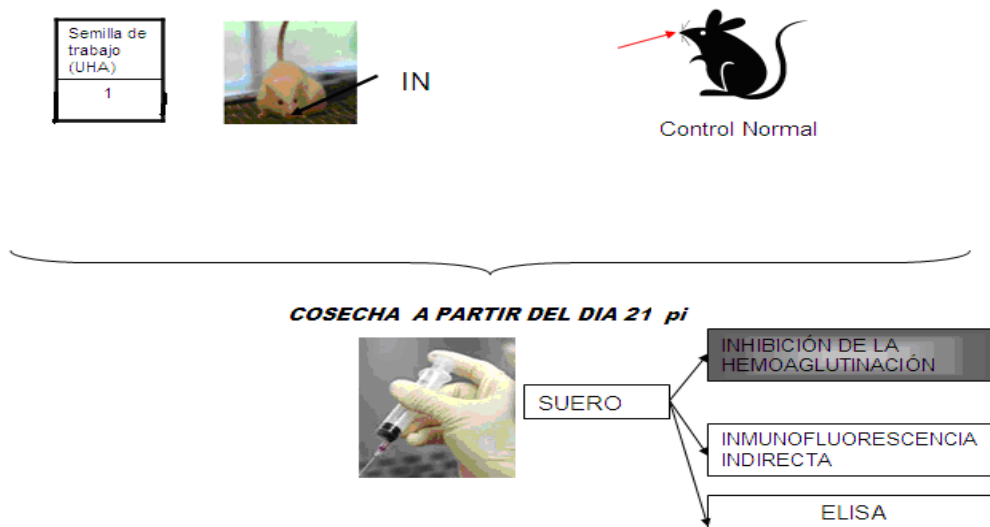 Semilla de
trabajo
(UHA)
1
IN
Control Normal
COSECHA A PARTIR DEL DIA 21 pi
SUERO
INHIBICIÓN DE LA
HEMOAGLUTINACIÓN
INMUNOFLUORESCENCIA
INDIRECTA
ELISA